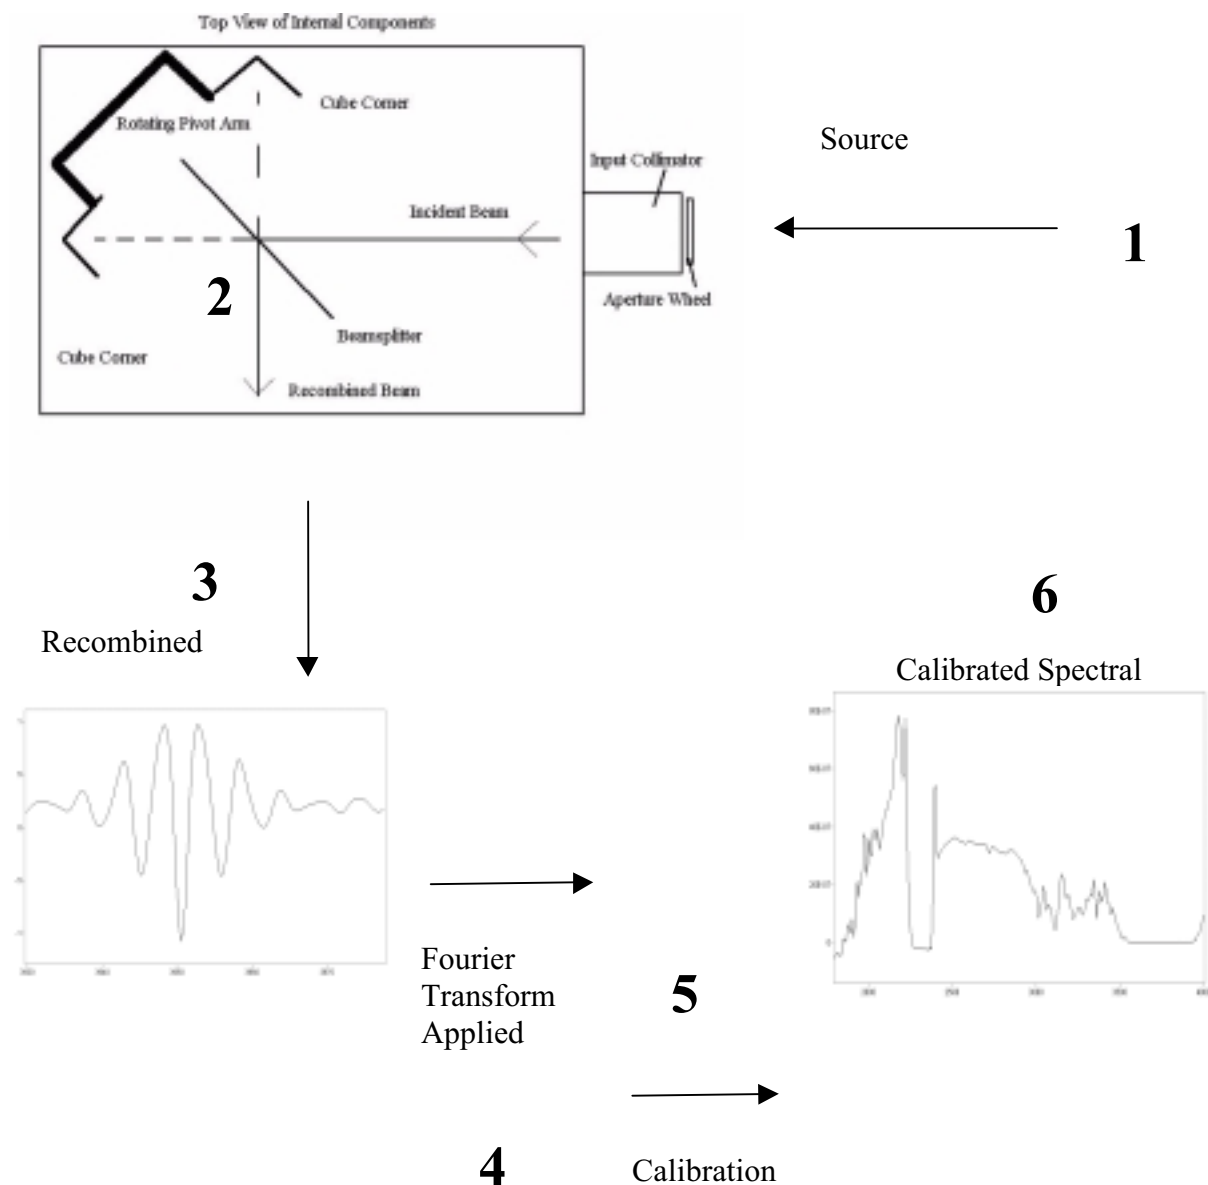 Top View of Internal Components
Cube Corner
Rotating Pivot Arm
Source
Input Collimator
Incident Beam
1
2
Aperture Wheel
Beamsplitter
Cube Corner
Recombined Beam
3
6
Recombined
Calibrated Spectral
Fourier
Transform
Applied
5
4
Calibration